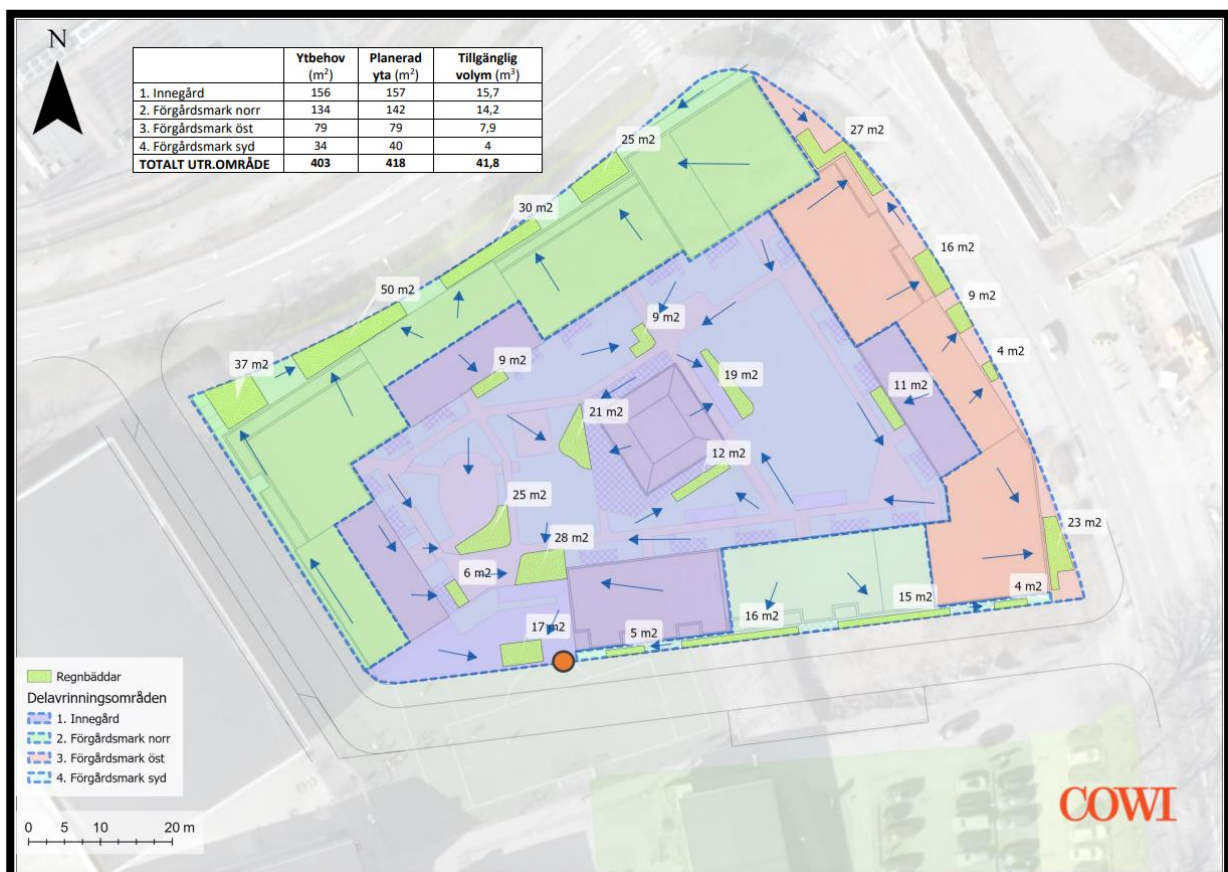 N
Ytbehov (m²) Planerad yta (m²) Tillgänglig volym (m³)
1. Innegård 156 157 15,7
2. Förgårdsmark norr 134 142 14,2
3. Förgårdsmark öst 79 79 7,9
4. Förgårdsmark syd 34 40 4
TOTALT UTR.OMRÅDE 403 418 41,8
27 m2
25 m2
30 m2
16 m2
50 m2
9 m2
9 m2
4 m2
37 m2
9 m2
19 m2
11 m2
21 m2
12 m2
25 m2
23 m2
28 m2
6 m2
4 m2
15 m2
16 m2
17 m2
5 m2
Regnbäddar
Delavrinningsområden
1. Innegård
2. Förgårdsmark norr
3. Förgårdsmark öst
4. Förgårdsmark syd
0 5 10 20 m
COWI